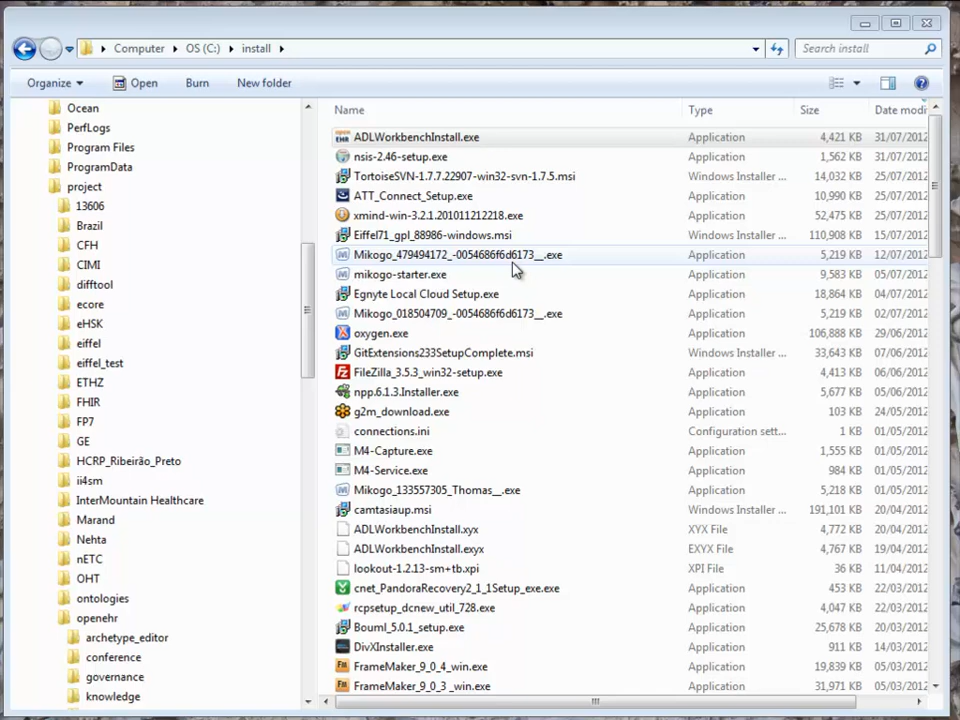 Computer ▸ OS (C:) ▸ install ▸
Search install
Organize Open Burn New folder
Ocean
PerfLogs
Program Files
ProgramData
project
13606
Brazil
CFH
CIMI
difftool
ecore
eHSK
eiffel
eiffel_test
ETHZ
FHIR
FP7
GE
HCRP_Ribeirão_Preto
ii4sm
InterMountain Healthcare
Marand
Nehta
nETC
OHT
ontologies
openehr
archetype_editor
conference
governance
knowledge
Name Type Size Date modi
ADLWorkbenchInstall.exe Application 4,421 KB 31/07/2012
nsis-2.46-setup.exe Application 1,562 KB 31/07/2012
TortoiseSVN-1.7.7.22907-win32-svn-1.7.5.msi Windows Installer ... 14,032 KB 25/07/2012
ATT_Connect_Setup.exe Application 10,990 KB 25/07/2012
xmind-win-3.2.1.201011212218.exe Application 52,475 KB 25/07/2012
Eiffel71_gpl_88986-windows.msi Windows Installer ... 110,908 KB 15/07/2012
Mikogo_479494172_-0054686f6d6173__.exe Application 5,219 KB 12/07/2012
mikogo-starter.exe Application 9,583 KB 05/07/2012
Egnyte Local Cloud Setup.exe Application 18,864 KB 04/07/2012
Mikogo_018504709_-0054686f6d6173__.exe Application 5,219 KB 02/07/2012
oxygen.exe Application 106,888 KB 29/06/2012
GitExtensions233SetupComplete.msi Windows Installer ... 33,643 KB 07/06/2012
FileZilla_3.5.3_win32-setup.exe Application 4,413 KB 06/06/2012
npp.6.1.3.Installer.exe Application 5,677 KB 06/06/2012
g2m_download.exe Application 103 KB 24/05/2012
connections.ini Configuration sett... 1 KB 01/05/2012
M4-Capture.exe Application 1,555 KB 01/05/2012
M4-Service.exe Application 984 KB 01/05/2012
Mikogo_133557305_Thomas__.exe Application 5,218 KB 01/05/2012
camtasiaup.msi Windows Installer ... 191,101 KB 20/04/2012
ADLWorkbenchInstall.xyx XYX File 4,772 KB 20/04/2012
ADLWorkbenchInstall.exyx EXYX File 4,767 KB 19/04/2012
lookout-1.2.13-sm+tb.xpi XPI File 36 KB 11/04/2012
cnet_PandoraRecovery2_1_1Setup_exe.exe Application 453 KB 22/03/2012
rcpsetup_dcnew_util_728.exe Application 4,047 KB 22/03/2012
Bouml_5.0.1_setup.exe Application 25,678 KB 20/03/2012
DivXInstaller.exe Application 911 KB 14/03/2012
FrameMaker_9_0_4_win.exe Application 19,839 KB 05/03/2012
FrameMaker_9_0_3 _win.exe Application 31,971 KB 05/03/2012